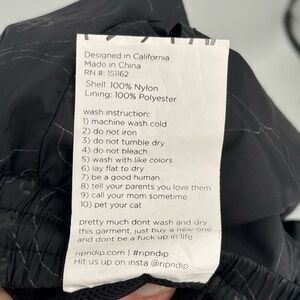 Designed in California
Made in China
RN #: 151162
Shell: 100% Nylon
Lining: 100% Polyester
wash instruction:
1) machine wash cold
2) do not iron
3) do not tumble dry
4) do not bleach
5) wash with like colors
6) lay flat to dry
7) be a good human
8) tell your parents you love them
9) call your mom sometime
10) pet your cat
pretty much dont wash and dry
this garment, just buy a new one
and dont be a fuck up in life
ripndip.com | #ripndip
Hit us up on insta @ripndip